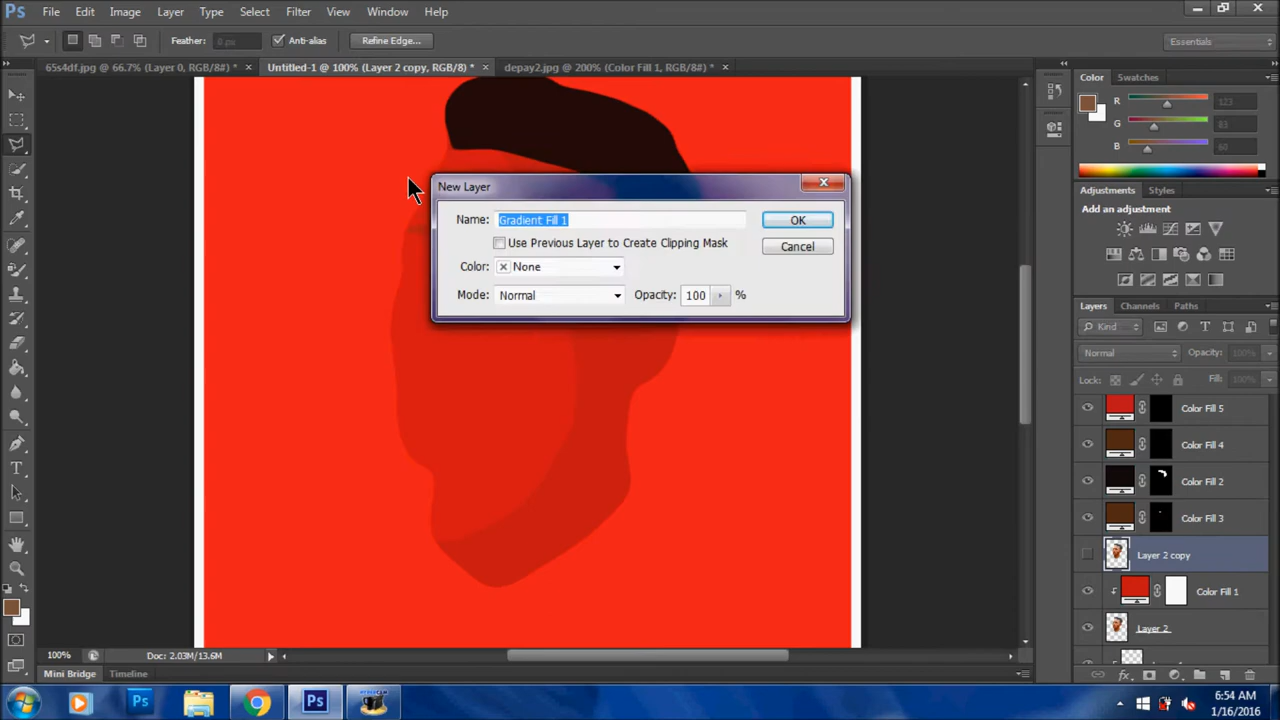 Ps File Edit Image Layer Type Select Filter View Window Help
Feather: 0 px Anti-alias Refine Edge... Essentials
65s4df.jpg @ 66.7% (Layer 0, RGB/8#) * × Untitled-1 @ 100% (Layer 2 copy, RGB/8) * × depay2.jpg @ 200% (Color Fill 1, RGB/8#) * ×
Color Swatches
R 123
G 83
B 60
New Layer
Name: Gradient Fill 1 OK
Use Previous Layer to Create Clipping Mask Cancel
Color: None
Mode: Normal Opacity: 100 %
Adjustments Styles
Add an adjustment
Layers Channels Paths
Kind
Normal Opacity: 100%
Lock: Fill: 100%
Color Fill 5
Color Fill 4
Color Fill 2
Color Fill 3
Layer 2 copy
Color Fill 1
Layer 2
100% Doc: 2.03M/13.6M
Mini Bridge Timeline
Ps Ps
6:54 AM
1/16/2016